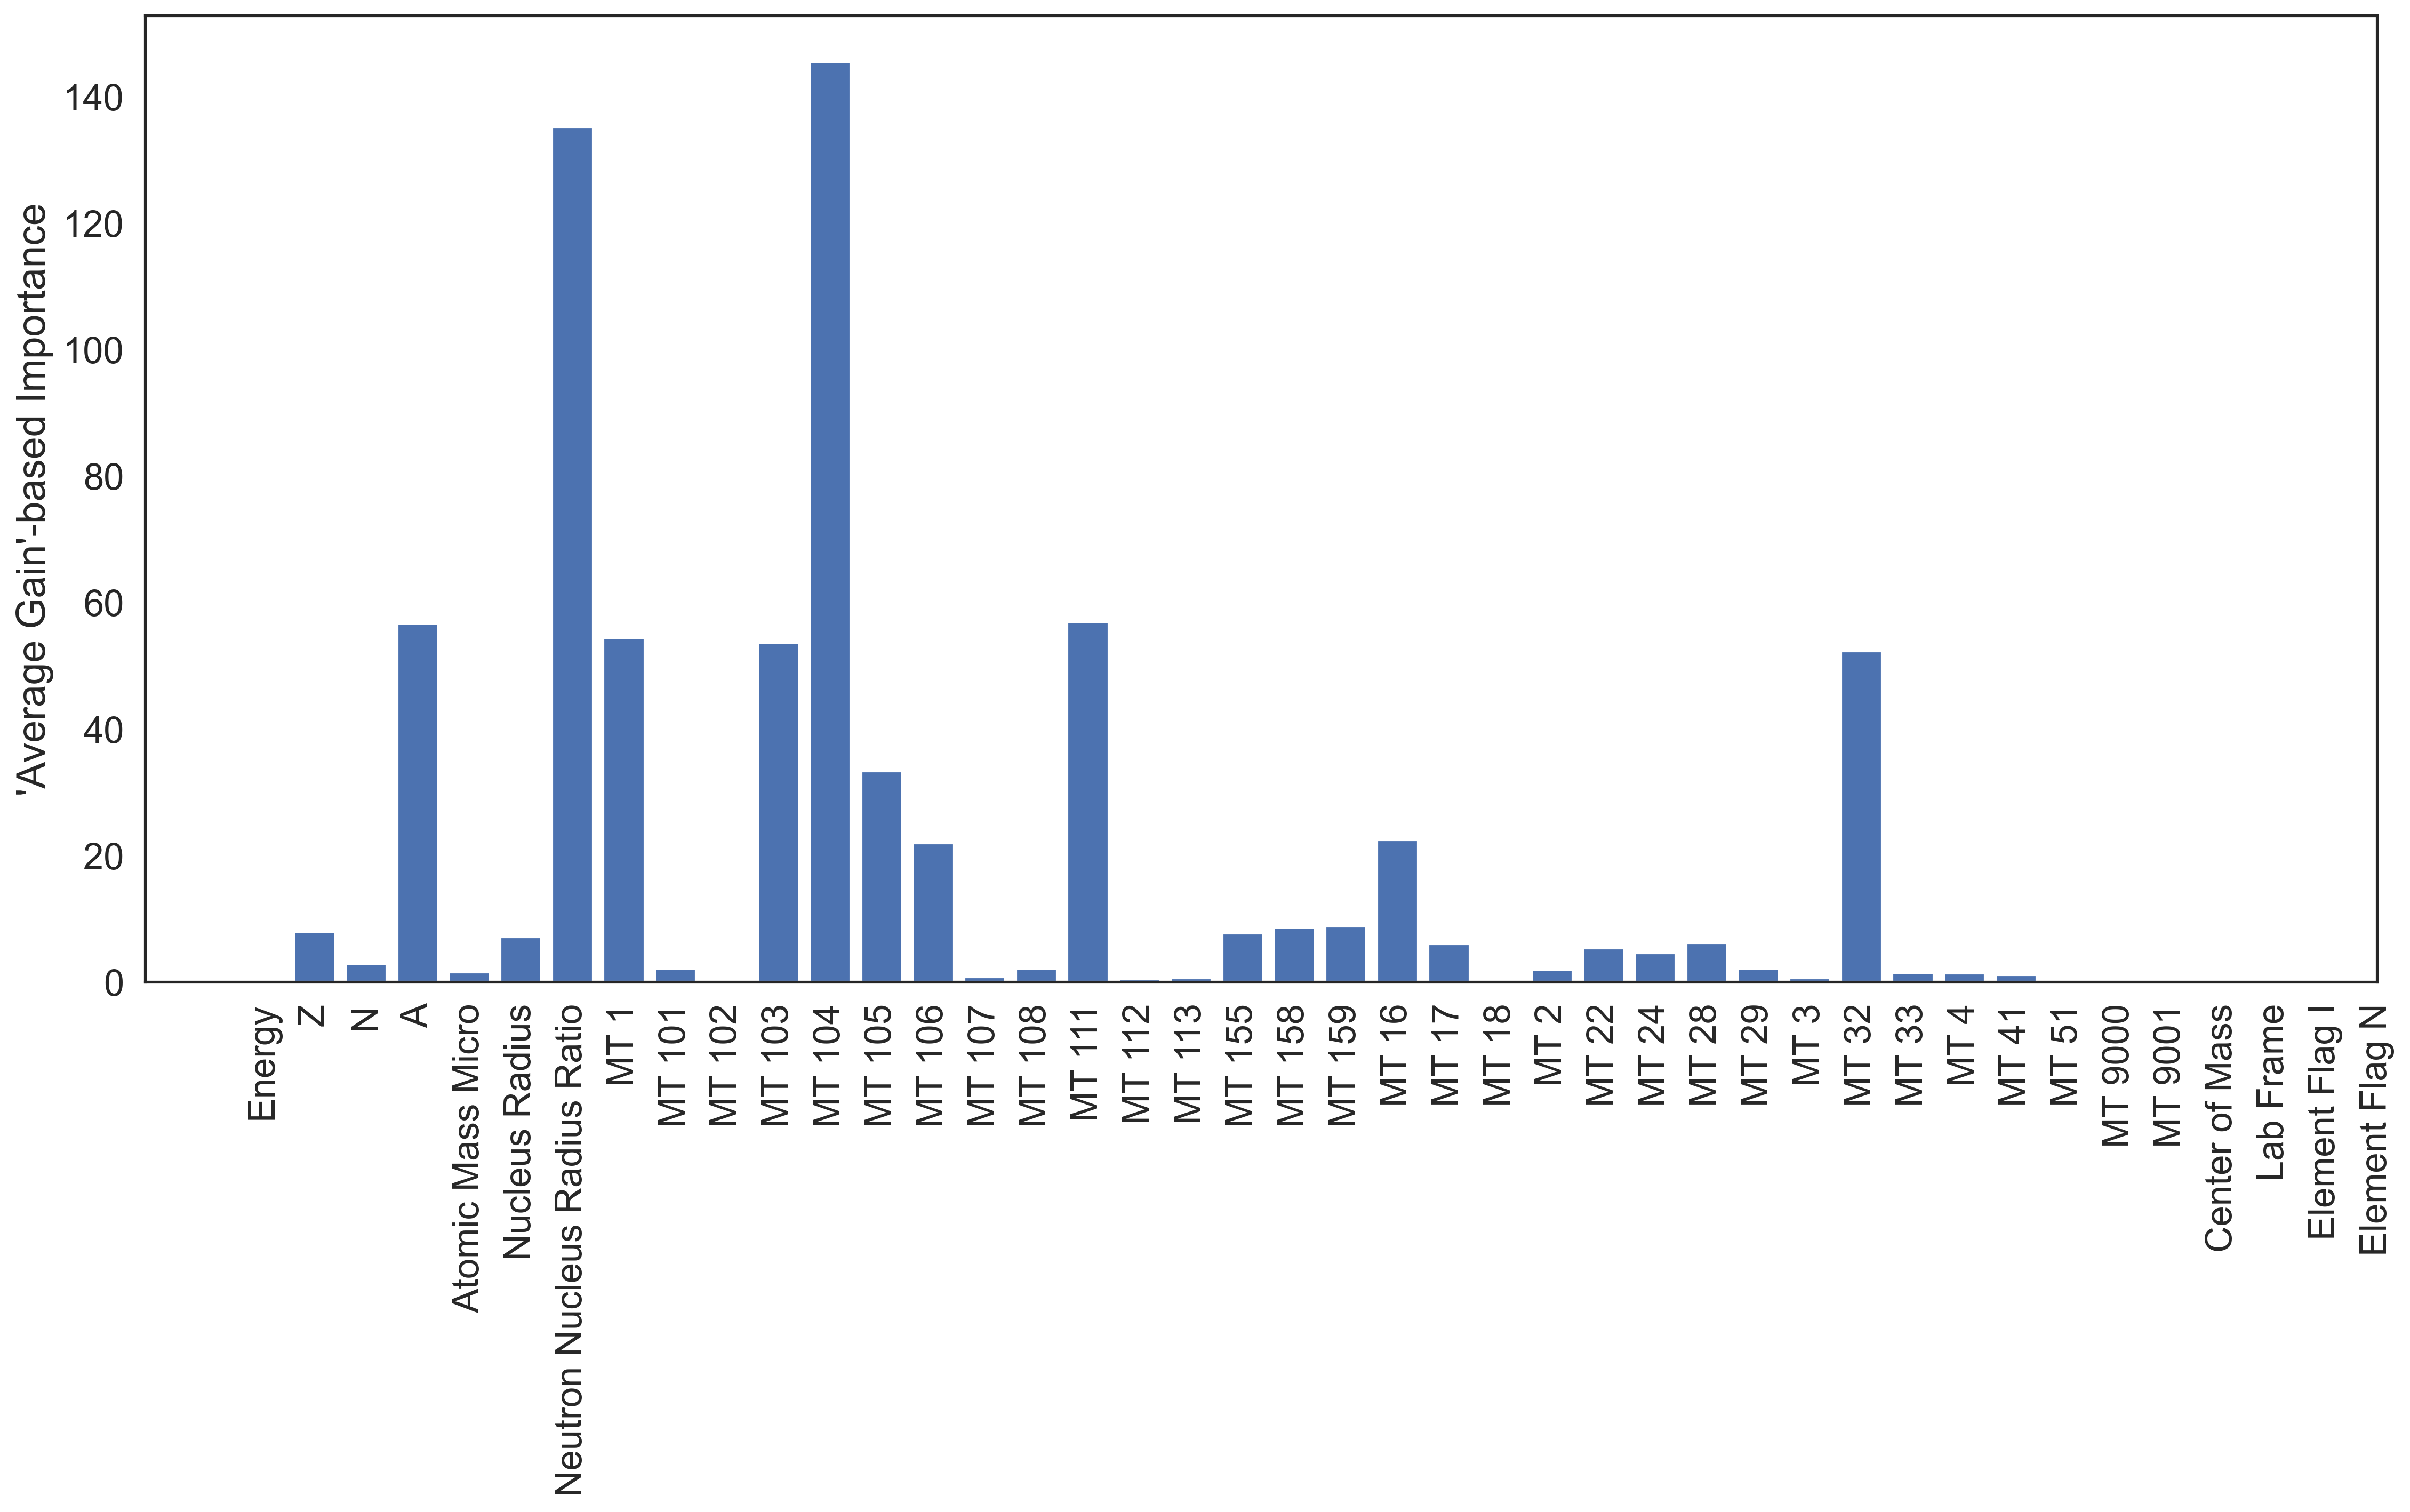 'Average Gain'-based Importance
140
120
100
80
60
40
20
0
Energy
Z
N
A
Atomic Mass Micro
Nucleus Radius
Neutron Nucleus Radius Ratio
MT 1
MT 101
MT 102
MT 103
MT 104
MT 105
MT 106
MT 107
MT 108
MT 111
MT 112
MT 113
MT 155
MT 158
MT 159
MT 16
MT 17
MT 18
MT 2
MT 22
MT 24
MT 28
MT 29
MT 3
MT 32
MT 33
MT 4
MT 41
MT 51
MT 9000
MT 9001
Center of Mass
Lab Frame
Element Flag I
Element Flag N